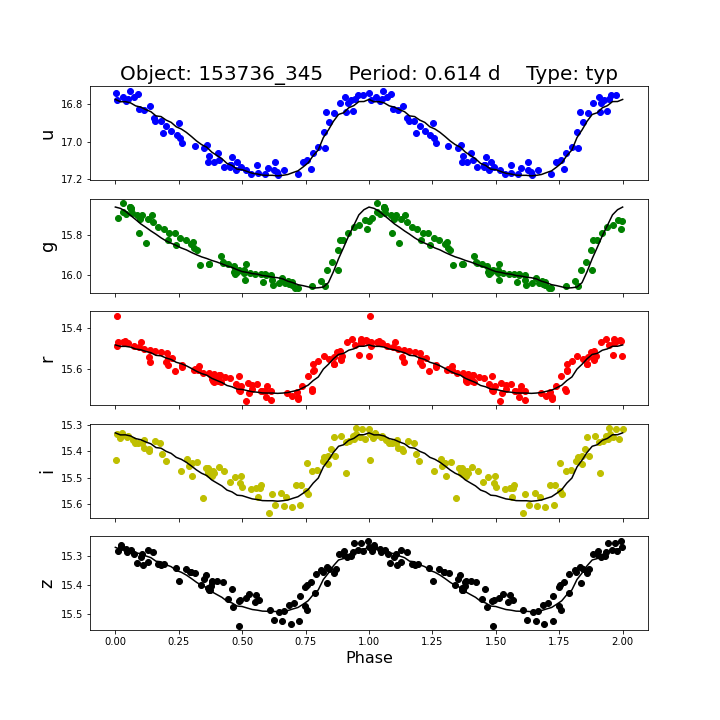 Object: 153736_345    Period: 0.614 d    Type: typ
16.8
17.0
17.2
u
15.8
16.0
g
15.4
15.6
r
15.3
15.4
15.5
15.6
i
15.3
15.4
15.5
z
0.00 0.25 0.50 0.75 1.00 1.25 1.50 1.75 2.00
Phase